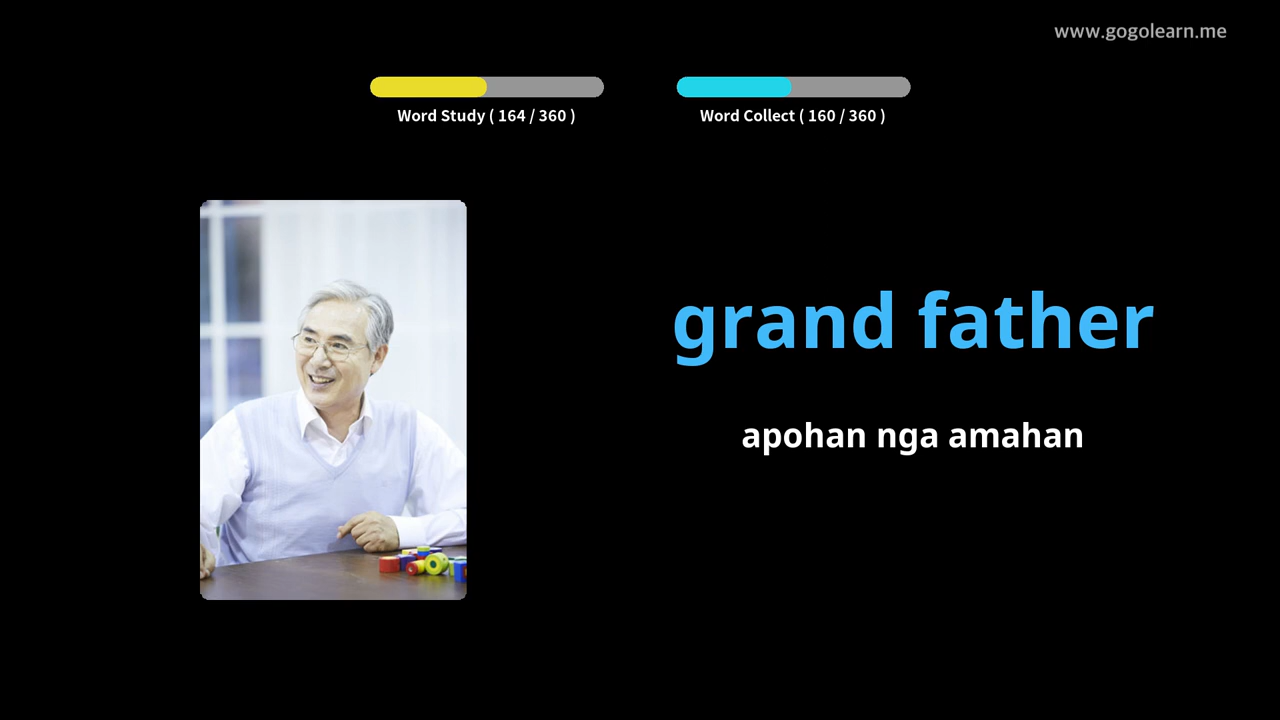 www.gogolearn.me
Word Study ( 164 / 360 )
Word Collect ( 160 / 360 )
grand father
apohan nga amahan